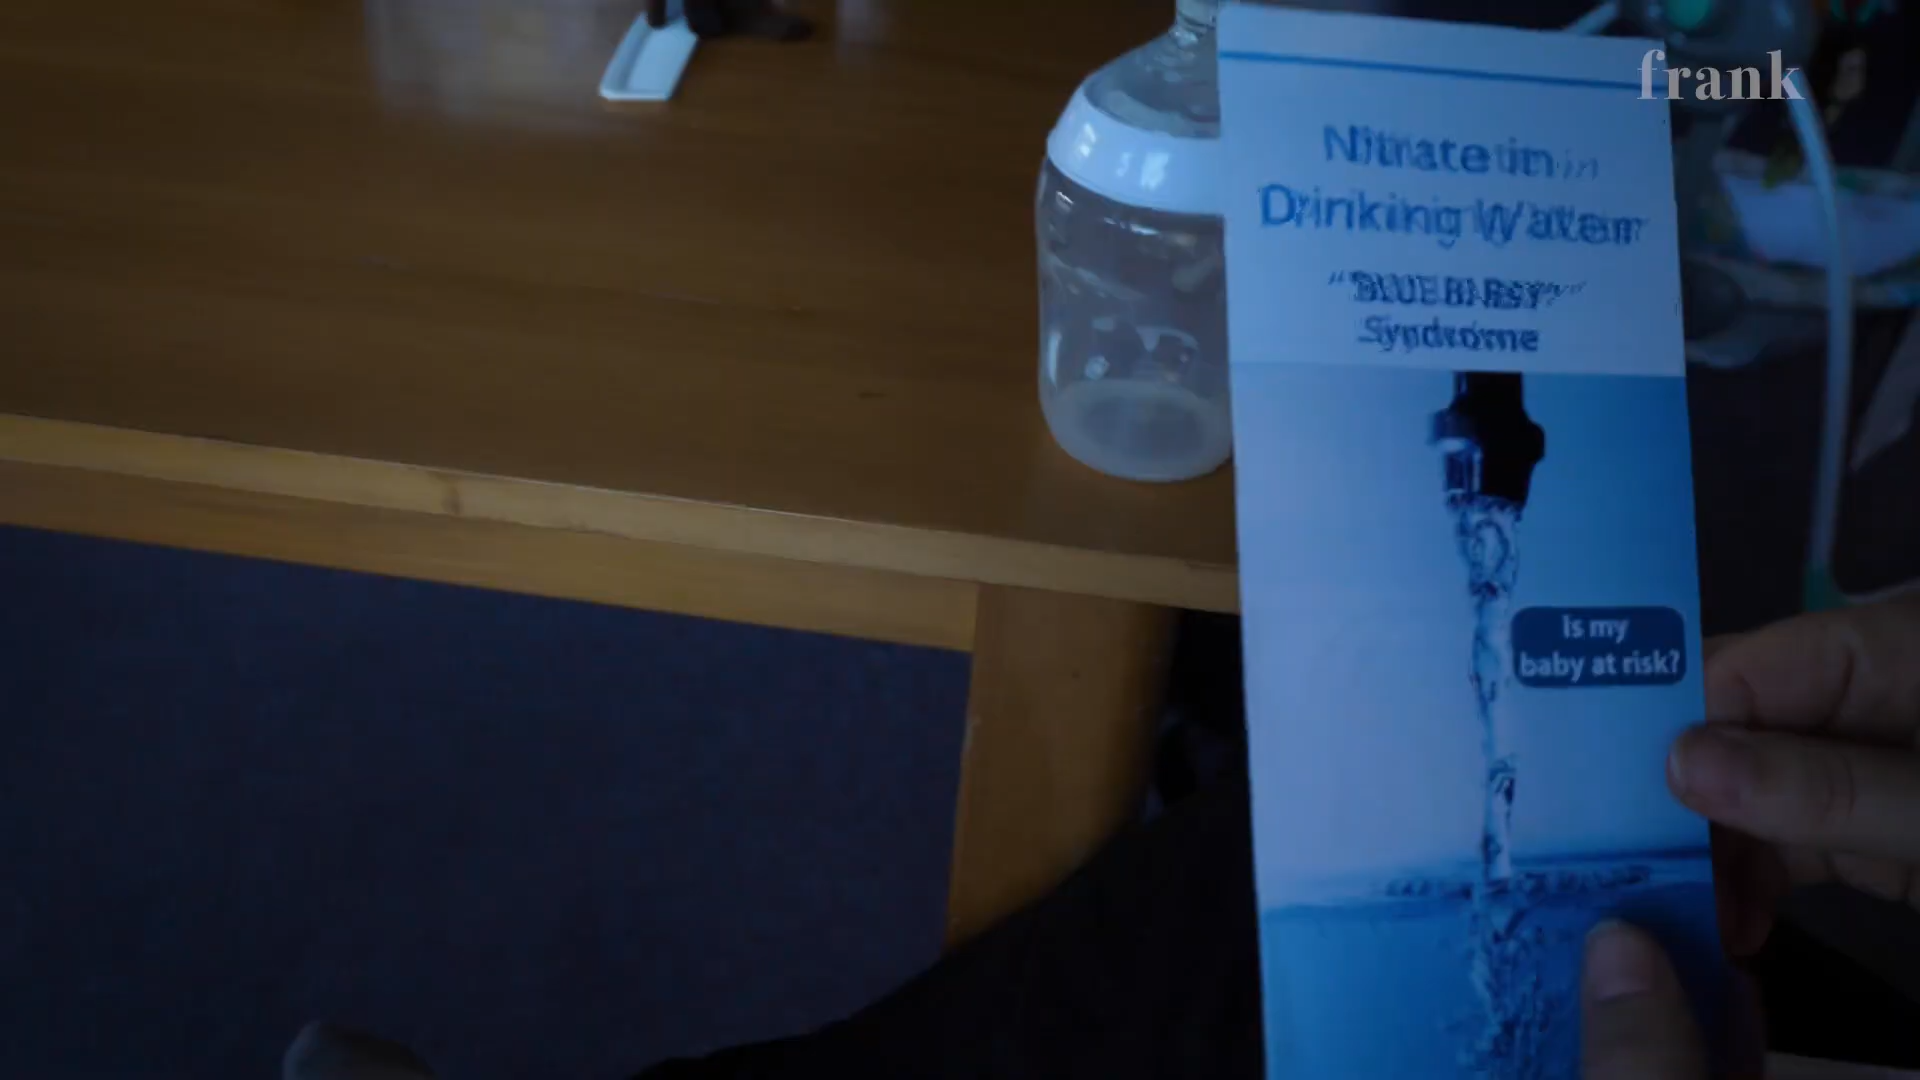 frank
Nitrate in
Drinking Water
"BLUE BABY"
Syndrome
Is my
baby at risk?